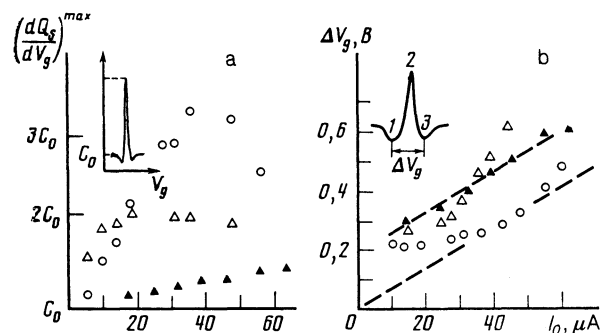 (dQs/dVg)^max
a
3C₀
2C₀
C₀
C₀
Vg
20
40
60
ΔVg, В
b
0,6
0,4
0,2
0
1
2
3
ΔVg
20
40
I₀, μA